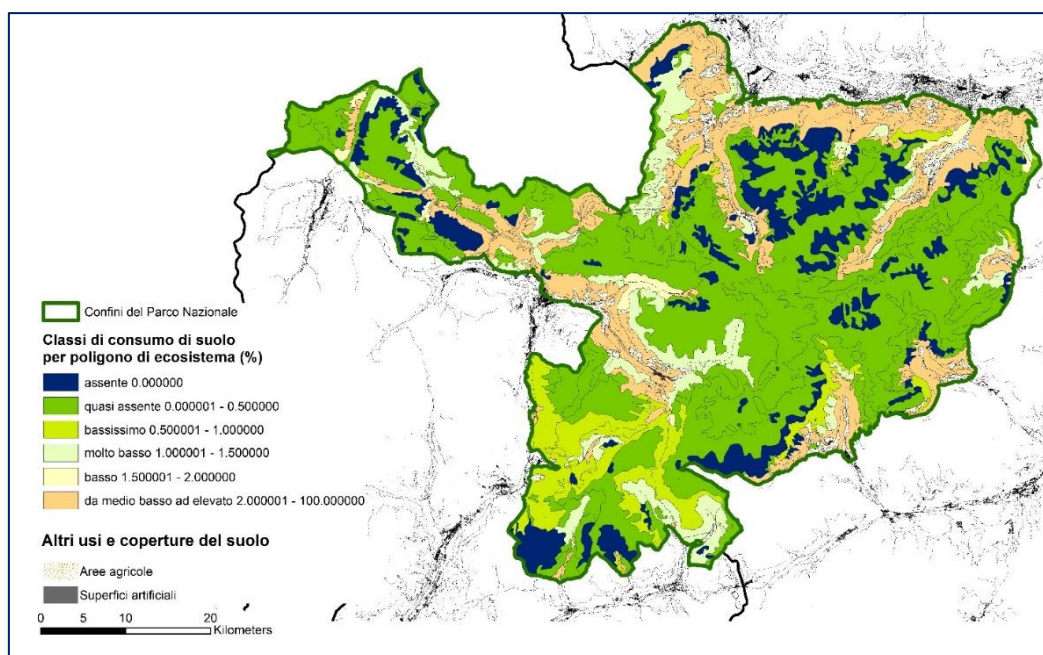 Confini del Parco Nazionale
Classi di consumo di suolo
per poligono di ecosistema (%)
assente 0.000000
quasi assente 0.000001 - 0.500000
bassissimo 0.500001 - 1.000000
molto basso 1.000001 - 1.500000
basso 1.500001 - 2.000000
da medio basso ad elevato 2.000001 - 100.000000
Altri usi e coperture del suolo
Aree agricole
Superfici artificiali
0 10 20
Kilometers